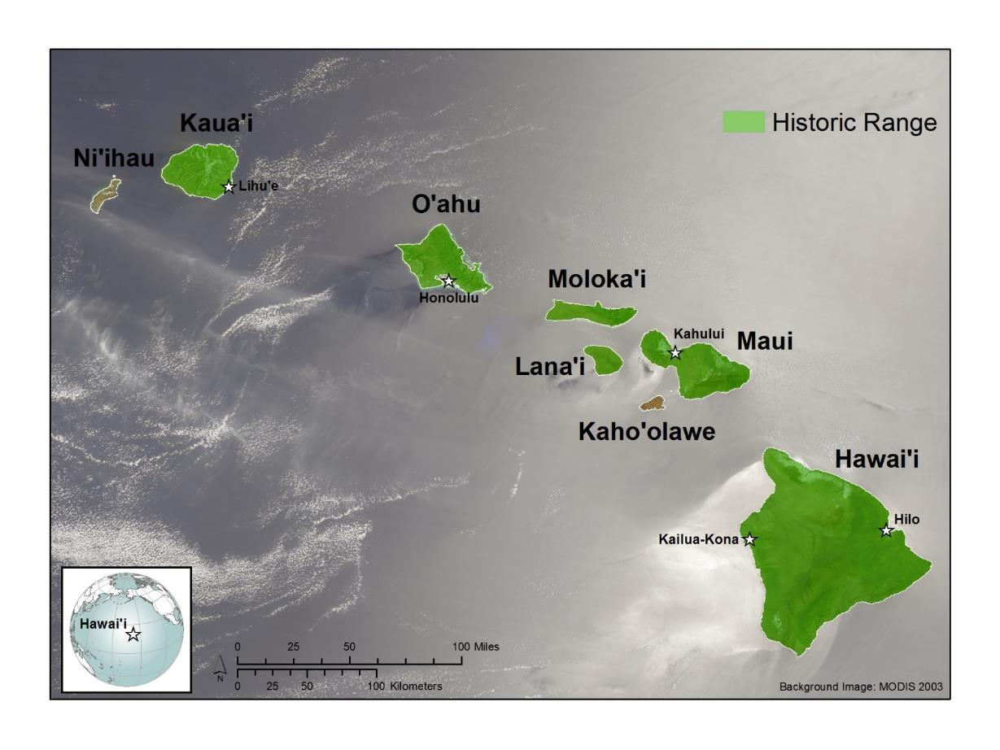 Kaua'i
Historic Range
Ni'ihau
Lihu'e
O'ahu
Honolulu
Moloka'i
Kahului
Maui
Lana'i
Kaho'olawe
Hawai'i
Hilo
Kailua-Kona
Hawai'i
0 25 50 100 Miles
N
0 25 50 100 Kilometers
Background Image: MODIS 2003